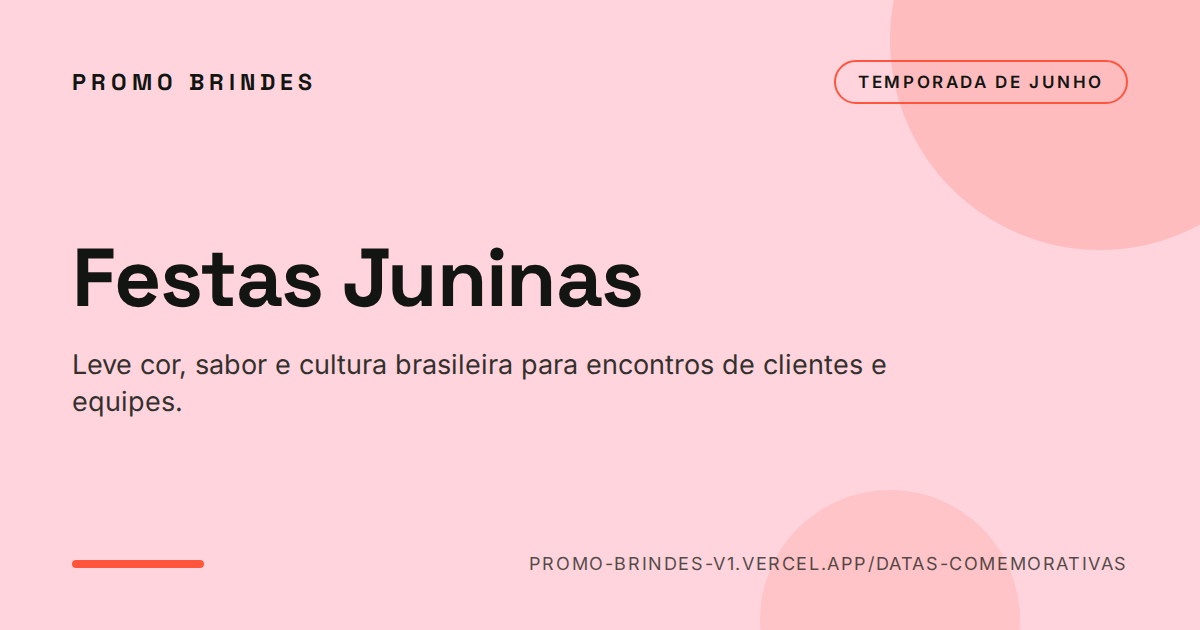 PROMO BRINDES
TEMPORADA DE JUNHO
Festas Juninas
Leve cor, sabor e cultura brasileira para encontros de clientes e
equipes.
PROMO-BRINDES-V1.VERCEL.APP/DATAS-COMEMORATIVAS